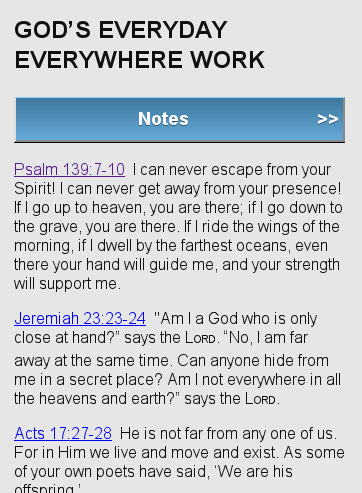 GOD’S EVERYDAY
EVERYWHERE WORK
Notes >>
Psalm 139:7-10 I can never escape from your
Spirit! I can never get away from your presence!
If I go up to heaven, you are there; if I go down to
the grave, you are there. If I ride the wings of the
morning, if I dwell by the farthest oceans, even
there your hand will guide me, and your strength
will support me.
Jeremiah 23:23-24 "Am I a God who is only
close at hand?” says the LORD. “No, I am far
away at the same time. Can anyone hide from
me in a secret place? Am I not everywhere in all
the heavens and earth?” says the LORD.
Acts 17:27-28 He is not far from any one of us.
For in Him we live and move and exist. As some
of your own poets have said, ‘We are his
offspring.’